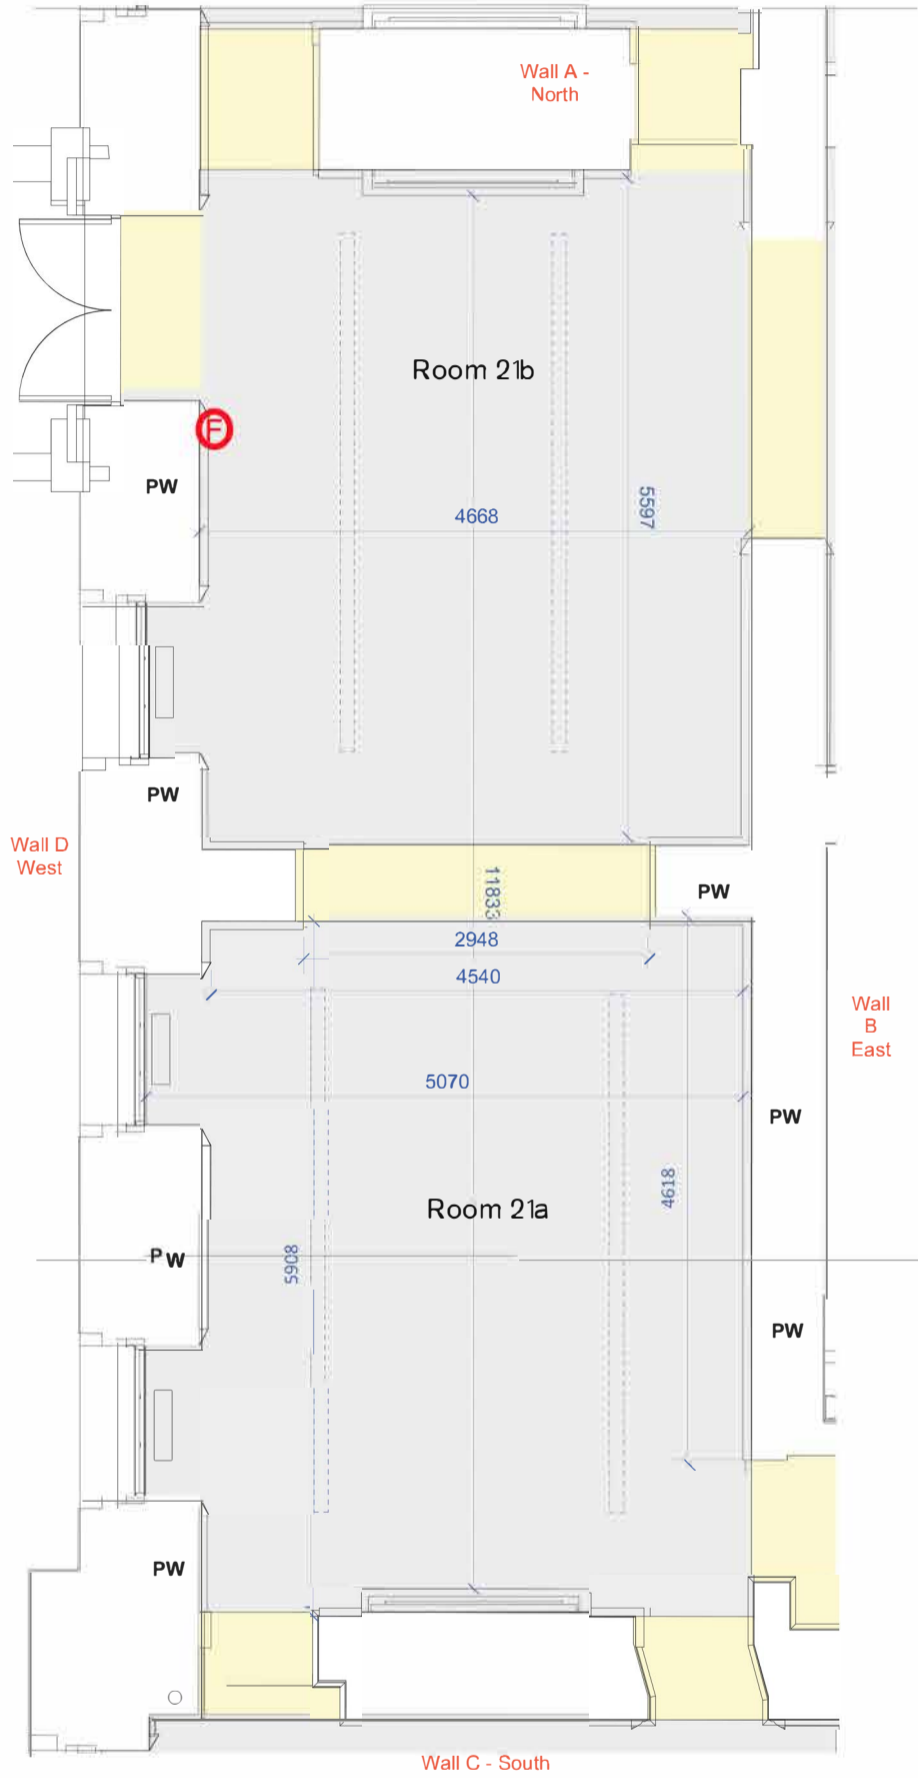 Wall A -
North
Room 21b
F
PW
4668
5597
PW
Wall D
West
11833
PW
2948
4540
Wall
B
East
5070
PW
4618
Room 21a
5908
PW
PW
PW
Wall C - South